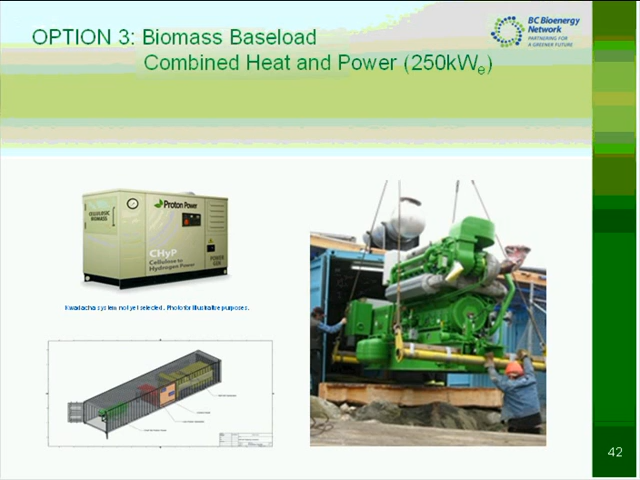 OPTION 3: Biomass Baseload
Combined Heat and Power (250kWe)
BC Bioenergy
Network
PARTNERING FOR
A GREENER FUTURE
CELLULOSIC
BIOMASS
Proton Power
CHyP
Cellulose to
Hydrogen Power
POWER
Kwadacha system not yet selected. Photo for illustrative purposes.
42